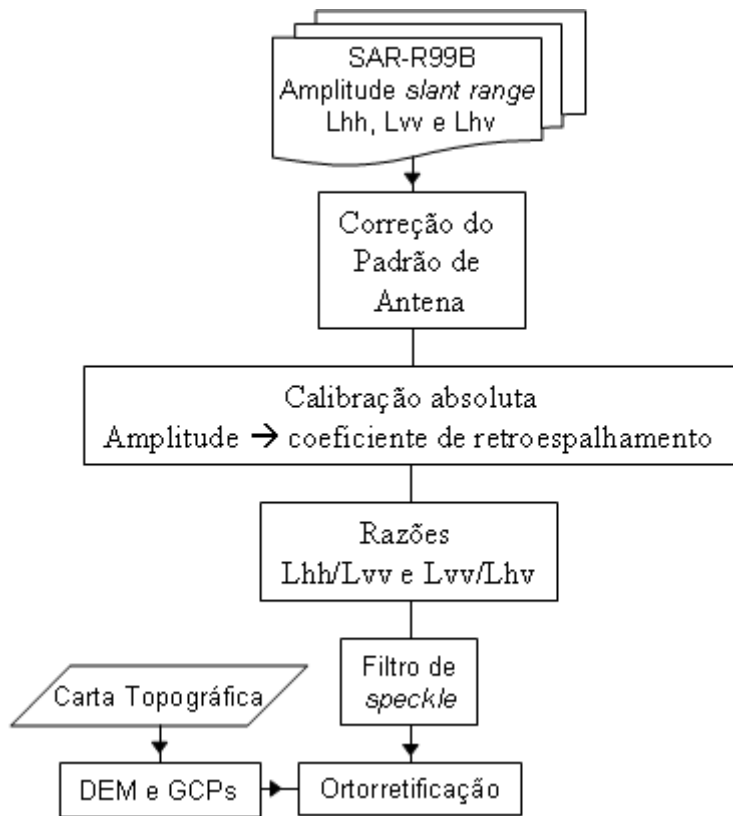 SAR-R99B
Amplitude slant range
Lhh, Lvv e Lhv
Correção do
Padrão de
Antena
Calibração absoluta
Amplitude → coeficiente de retroespalhamento
Razões
Lhh/Lvv e Lvv/Lhv
Filtro de
speckle
Carta Topográfica
DEM e GCPs
Ortorretificação